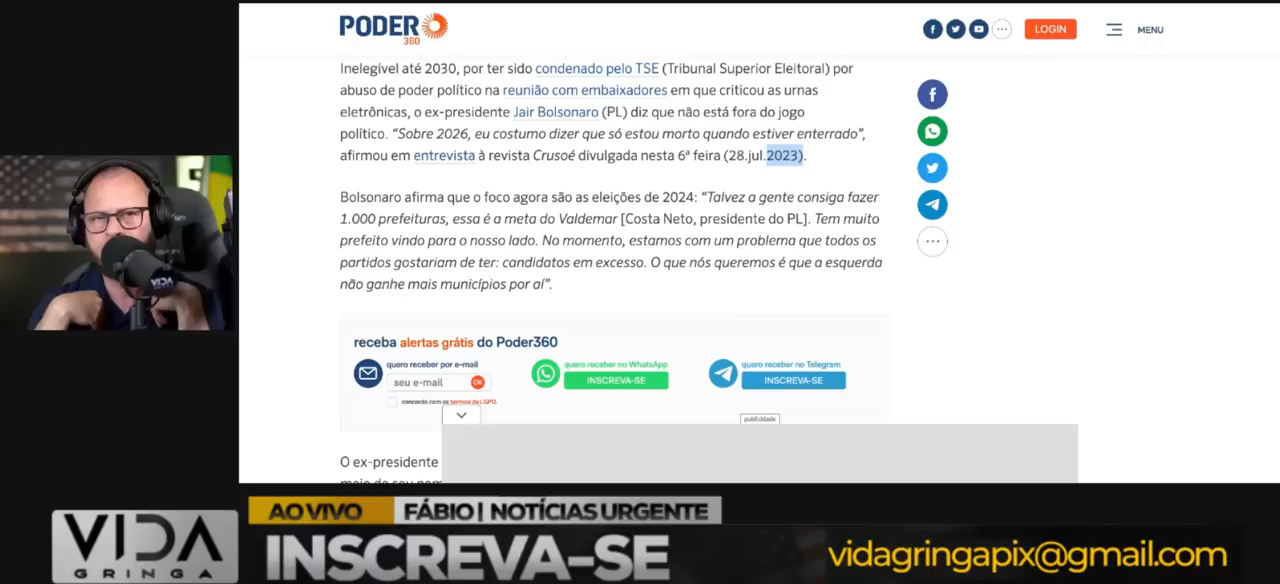 PODER
360
LOGIN
MENU
Inelegível até 2030, por ter sido condenado pelo TSE (Tribunal Superior Eleitoral) por
abuso de poder político na reunião com embaixadores em que criticou as urnas
eletrônicas, o ex-presidente Jair Bolsonaro (PL) diz que não está fora do jogo
político. “Sobre 2026, eu costumo dizer que só estou morto quando estiver enterrado”,
afirmou em entrevista à revista Crusoé divulgada nesta 6ª feira (28.jul.2023).
Bolsonaro afirma que o foco agora são as eleições de 2024: “Talvez a gente consiga fazer
1.000 prefeituras, essa é a meta do Valdemar [Costa Neto, presidente do PL]. Tem muito
prefeito vindo para o nosso lado. No momento, estamos com um problema que todos os
partidos gostariam de ter: candidatos em excesso. O que nós queremos é que a esquerda
não ganhe mais municípios por aí”.
receba alertas grátis do Poder360
quero receber por e-mail
seu e-mail OK
concordo com os termos da LGPD.
quero receber no WhatsApp
INSCREVA-SE
quero receber no Telegram
INSCREVA-SE
publicidade
O ex-presidente
VIDA
AO VIVO FÁBIO | NOTÍCIAS URGENTE
VIDA
GRINGA
INSCREVA-SE
vidagringapix@gmail.com